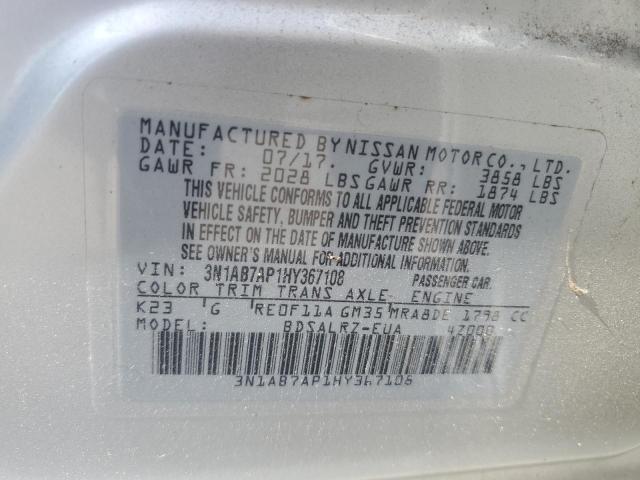 MANUFACTURED BY NISSAN MOTOR CO., LTD.
DATE: 07/17. GVWR: 3858 LBS
GAWR FR: 2028 LBS GAWR RR: 1874 LBS
THIS VEHICLE CONFORMS TO ALL APPLICABLE FEDERAL MOTOR
VEHICLE SAFETY, BUMPER AND THEFT PREVENTION STANDARDS
IN EFFECT ON THE DATE OF MANUFACTURE SHOWN ABOVE.
SEE OWNER'S MANUAL FOR ADDITIONAL INFORMATION.
VIN: 3N1AB7AP1HY367108 PASSENGER CAR.
COLOR TRIM TRANS AXLE, ENGINE
K23 G RE0F11A GM35 MRA8DE 1798 CC
MODEL: BDSALRZ-EUA 4Z000
3N1AB7AP1HY367108